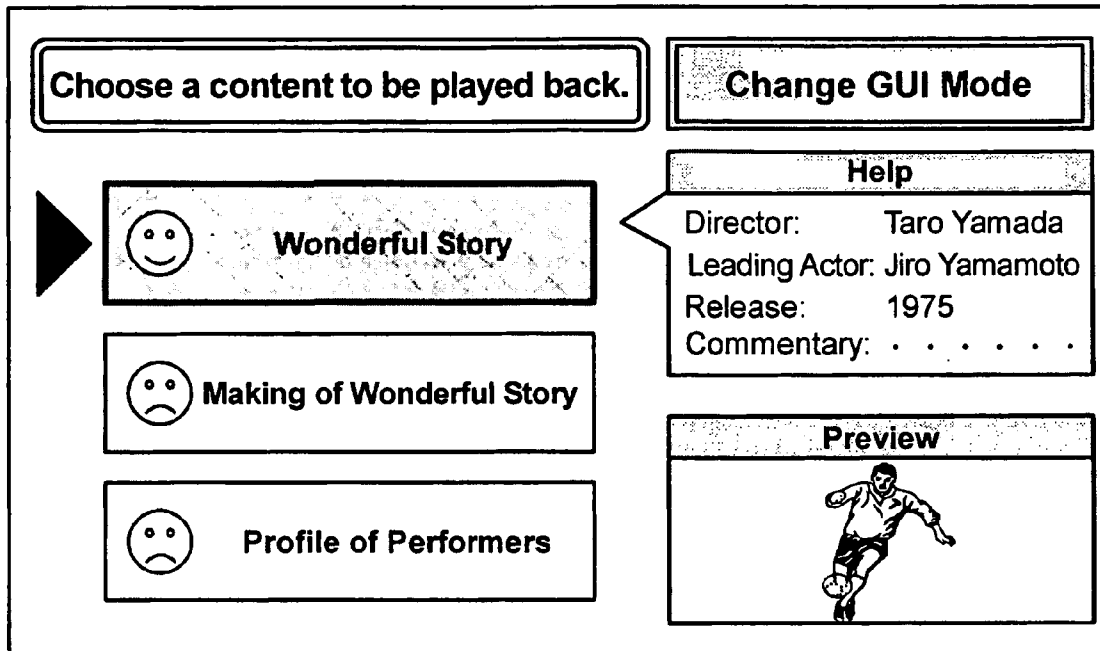 Choose a content to be played back.
Change GUI Mode
Wonderful Story
Making of Wonderful Story
Profile of Performers
Help
Director: Taro Yamada
Leading Actor: Jiro Yamamoto
Release: 1975
Commentary: . . . . . .
Preview